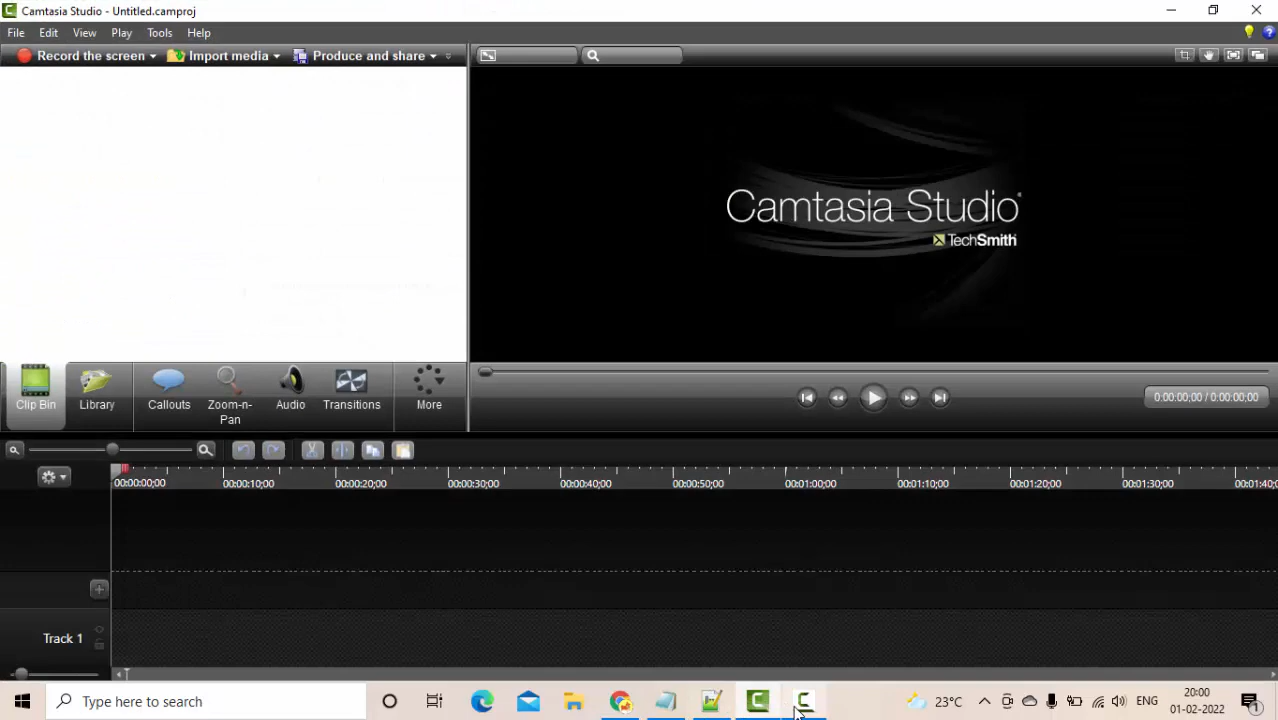 Camtasia Studio - Untitled.camproj
File Edit View Play Tools Help
Record the screen Import media Produce and share
Camtasia Studio
TechSmith
Clip Bin Library Callouts Zoom-n-Pan Audio Transitions More
0:00:00;00 / 0:00:00;00
00:00:00;00 00:00:10;00 00:00:20;00 00:00:30;00 00:00:40;00 00:00:50;00 00:01:00;00 00:01:10;00 00:01:20;00 00:01:30;00 00:01:40;
Track 1
Type here to search
23°C ENG
20:00
01-02-2022
1